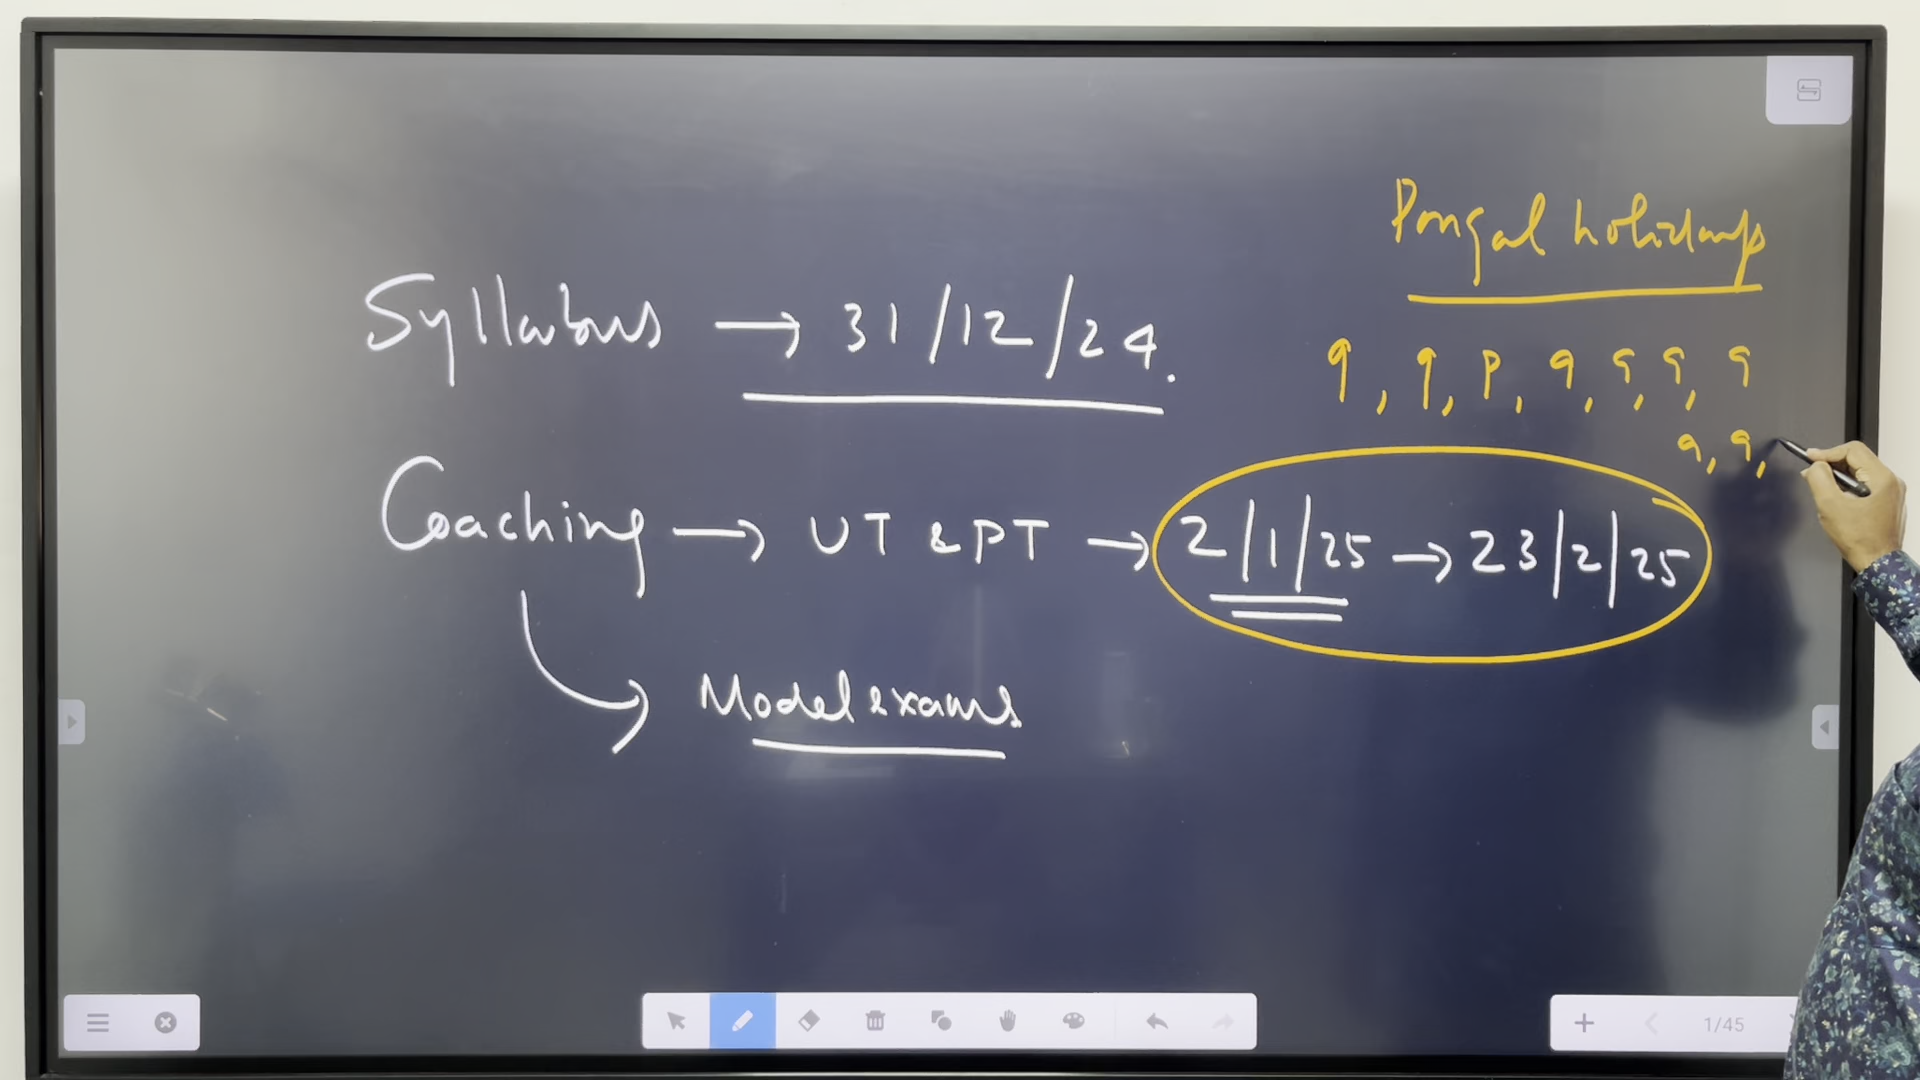 Pongal holidays
Syllabus → 31/12/24.
9, 9, P, 9, 9, 9, 9
9, 9,
Coaching → UT & PT → 2/1/25 → 23/2/25
Model exams
1/45